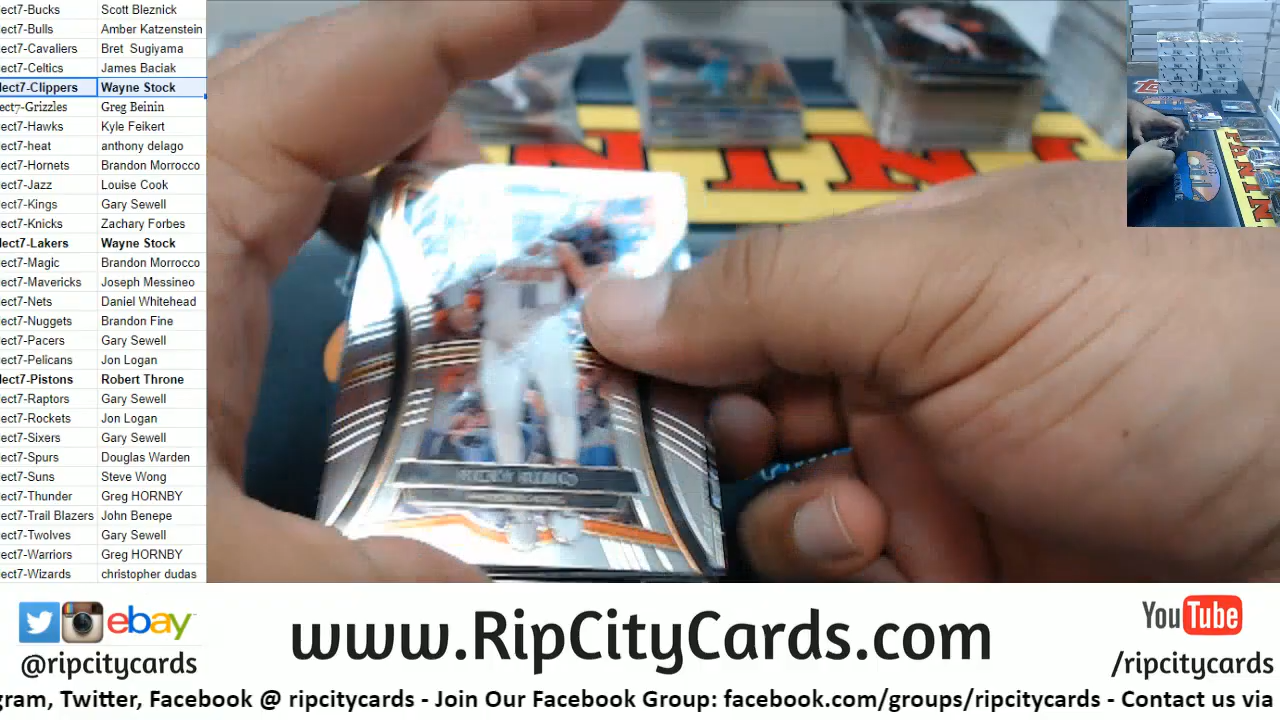 ect7-Bucks Scott Bleznick
ect7-Bulls Amber Katzenstein
ect7-Cavaliers Bret Sugiyama
ect7-Celtics James Baciak
lect7-Clippers Wayne Stock
ect7-Grizzles Greg Beinin
ect7-Hawks Kyle Feikert
ect7-heat anthony delago
ect7-Hornets Brandon Morrocco
ect7-Jazz Louise Cook
ect7-Kings Gary Sewell
ect7-Knicks Zachary Forbes
lect7-Lakers Wayne Stock
ect7-Magic Brandon Morrocco
ect7-Mavericks Joseph Messineo
ect7-Nets Daniel Whitehead
ect7-Nuggets Brandon Fine
ect7-Pacers Gary Sewell
ect7-Pelicans Jon Logan
lect7-Pistons Robert Throne
ect7-Raptors Gary Sewell
ect7-Rockets Jon Logan
ect7-Sixers Gary Sewell
ect7-Spurs Douglas Warden
ect7-Suns Steve Wong
ect7-Thunder Greg HORNBY
ect7-Trail Blazers John Benepe
ect7-Twolves Gary Sewell
ect7-Warriors Greg HORNBY
ect7-Wizards christopher dudas
PANINI
ebay
@ripcitycards
www.RipCityCards.com
YouTube
/ripcitycards
gram, Twitter, Facebook @ ripcitycards - Join Our Facebook Group: facebook.com/groups/ripcitycards - Contact us via